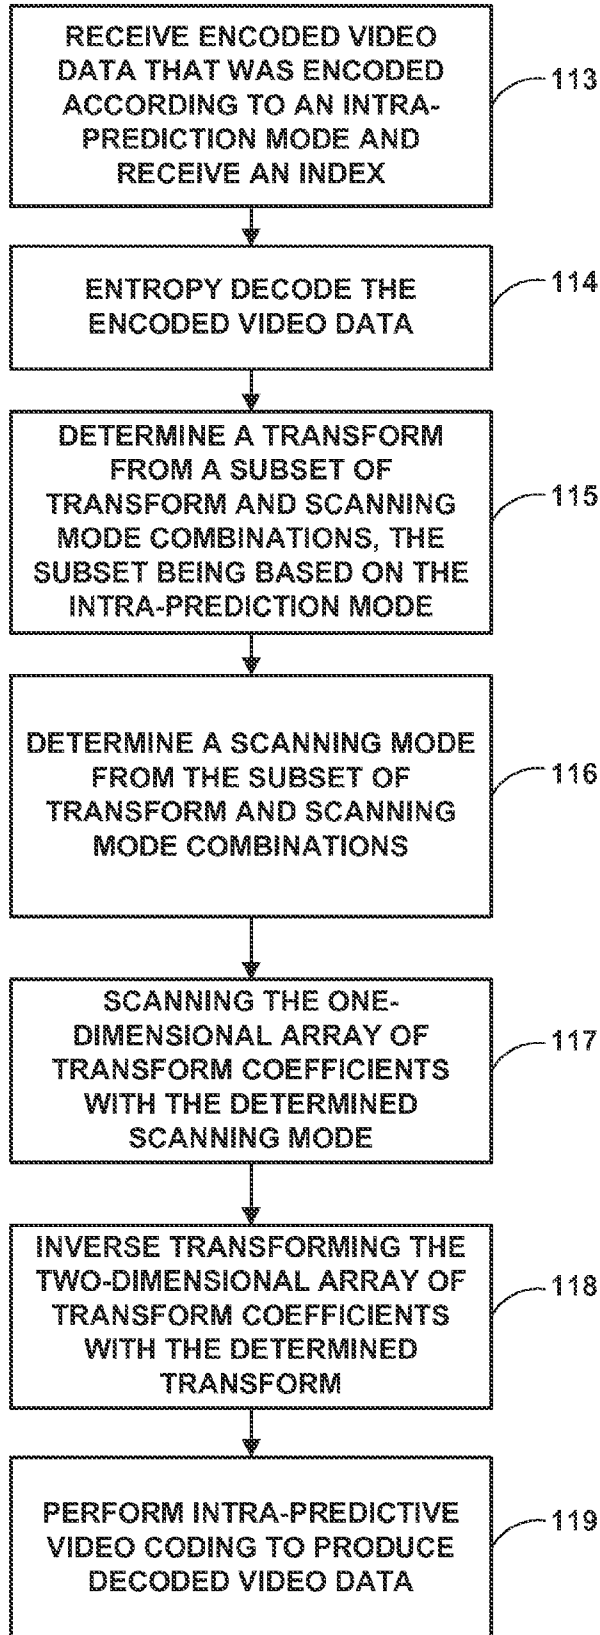 RECEIVE ENCODED VIDEO
DATA THAT WAS ENCODED
ACCORDING TO AN INTRA-
PREDICTION MODE AND
RECEIVE AN INDEX
113
ENTROPY DECODE THE
ENCODED VIDEO DATA
114
DETERMINE A TRANSFORM
FROM A SUBSET OF
TRANSFORM AND SCANNING
MODE COMBINATIONS, THE
SUBSET BEING BASED ON THE
INTRA-PREDICTION MODE
115
DETERMINE A SCANNING MODE
FROM THE SUBSET OF
TRANSFORM AND SCANNING
MODE COMBINATIONS
116
SCANNING THE ONE-
DIMENSIONAL ARRAY OF
TRANSFORM COEFFICIENTS
WITH THE DETERMINED
SCANNING MODE
117
INVERSE TRANSFORMING THE
TWO-DIMENSIONAL ARRAY OF
TRANSFORM COEFFICIENTS
WITH THE DETERMINED
TRANSFORM
118
PERFORM INTRA-PREDICTIVE
VIDEO CODING TO PRODUCE
DECODED VIDEO DATA
119